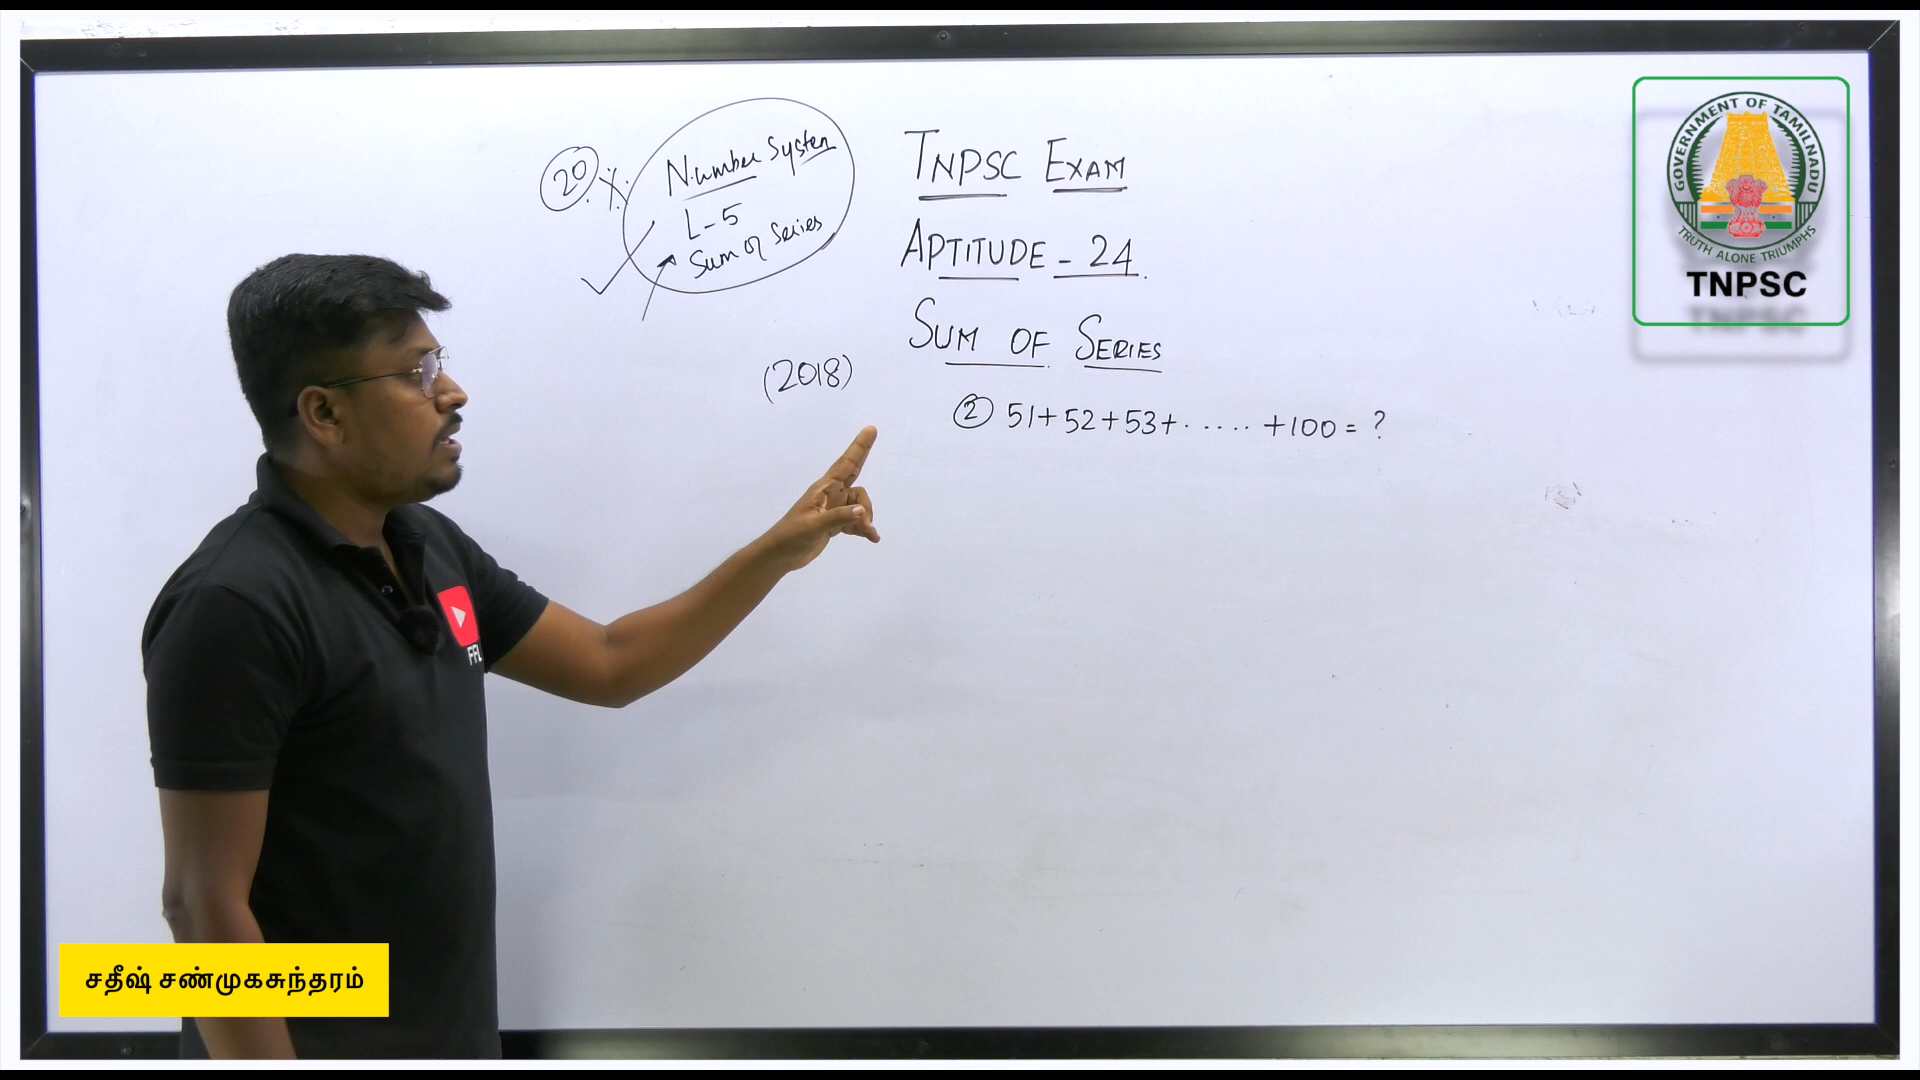 20
Number System
L-5
Sum of Series
TNPSC EXAM
APTITUDE - 24
SUM OF SERIES
(2018)
② 51+52+53+ ..... +100 = ?
GOVERNMENT OF TAMILNADU
TRUTH ALONE TRIUMPHS
TNPSC
FFL
சதீஷ் சண்முகசுந்தரம்